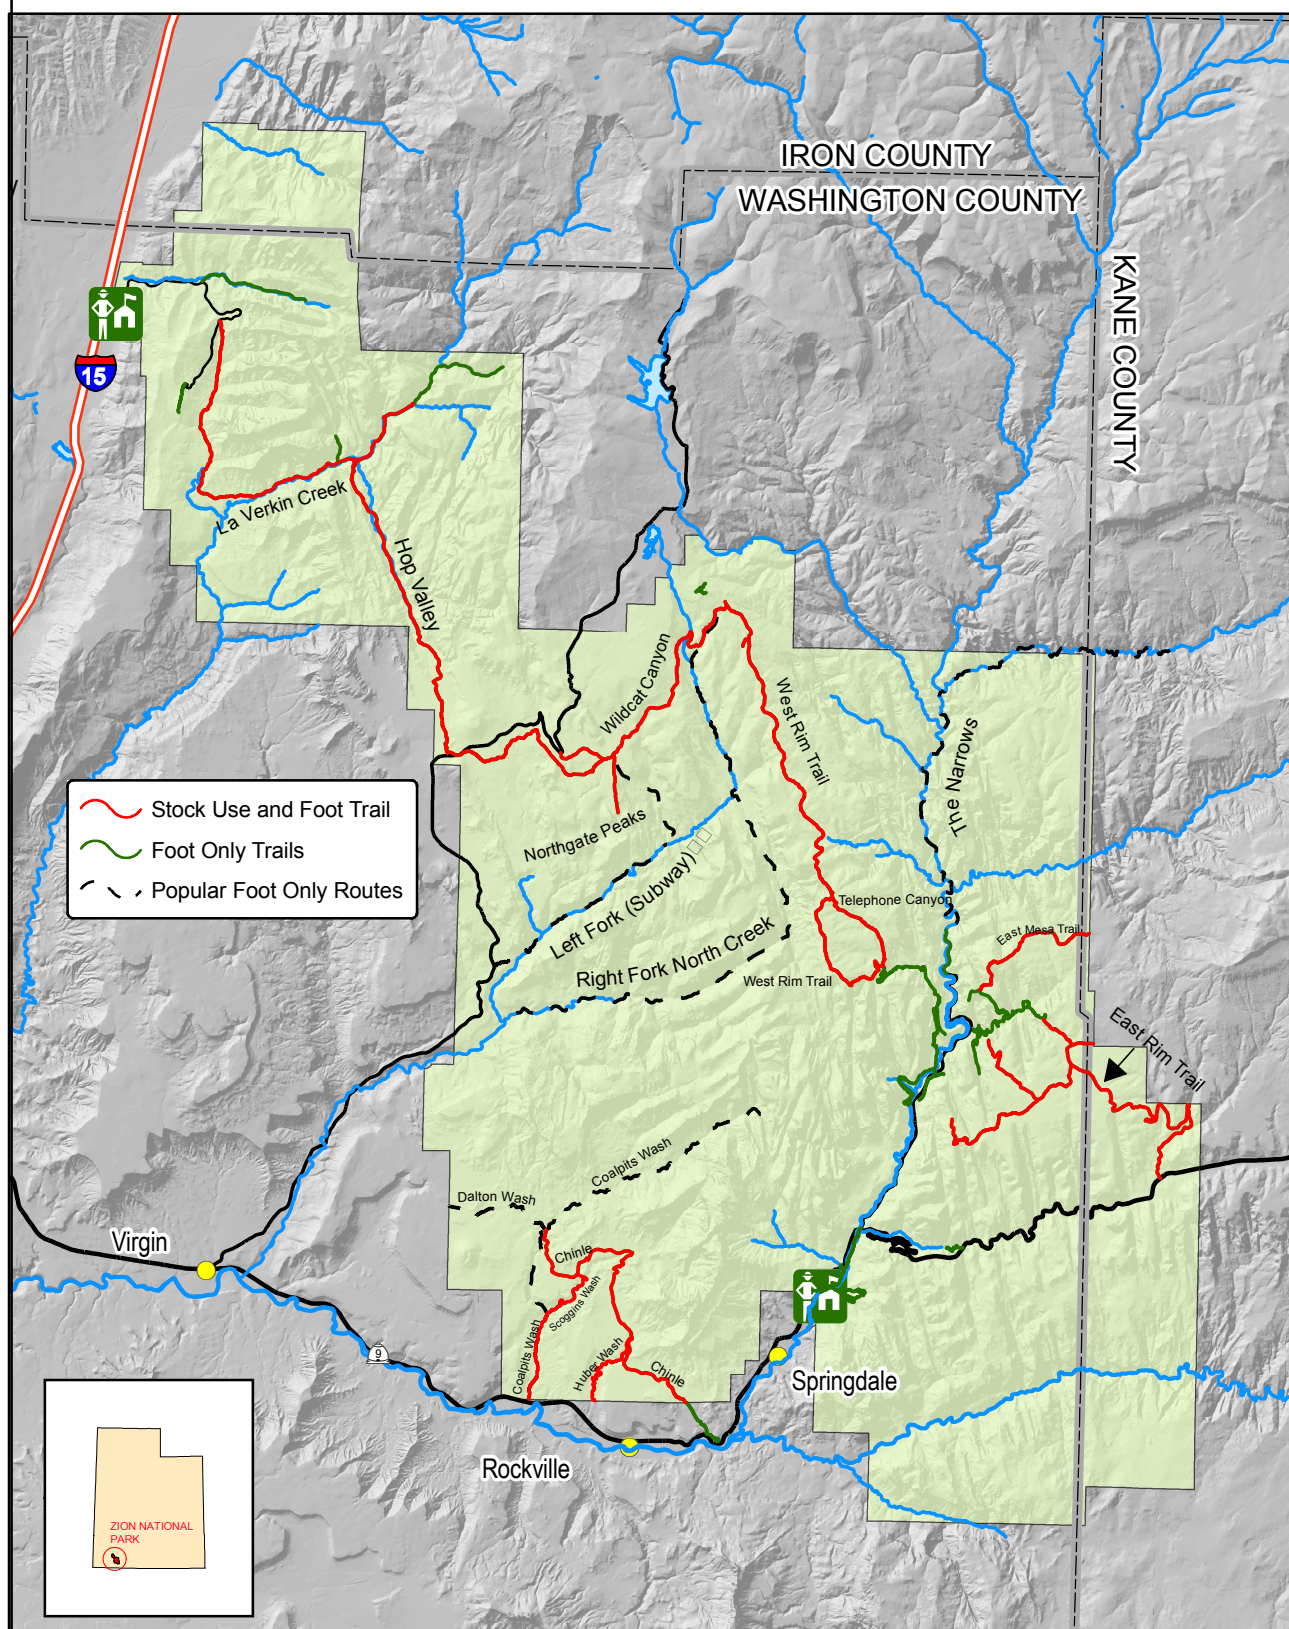 IRON COUNTY
WASHINGTON COUNTY
KANE COUNTY
15
La Verkin Creek
Hop Valley
Wildcat Canyon
West Rim Trail
The Narrows
Stock Use and Foot Trail
Foot Only Trails
Popular Foot Only Routes
Northgate Peaks
Left Fork (Subway)
Telephone Canyon
Right Fork North Creek
East Mesa Trail
West Rim Trail
East Rim Trail
Coalpits Wash
Dalton Wash
Virgin
Chinle
Scoggins Wash
Coalpits Wash
Huber Wash
Chinle
9
Springdale
Rockville
ZION NATIONAL
PARK